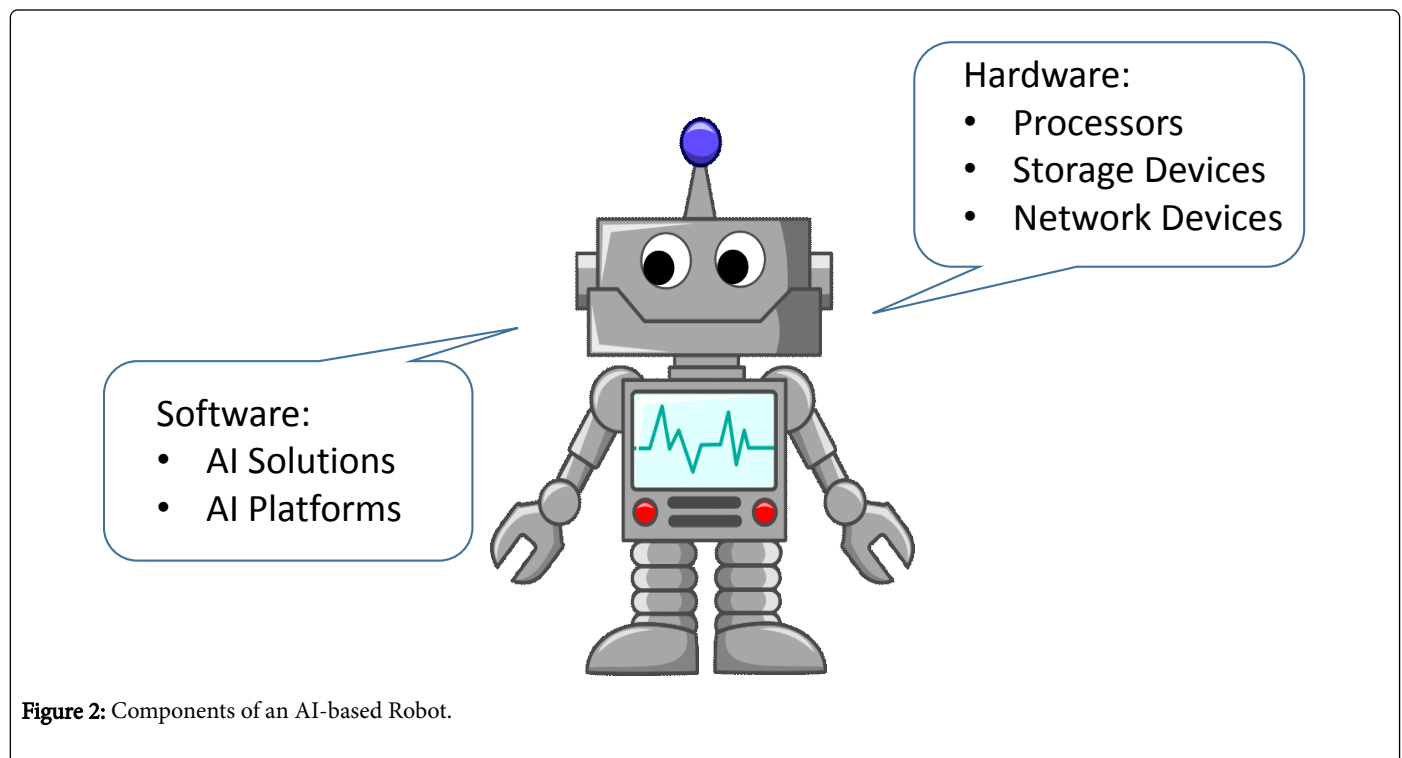 Hardware:
• Processors
• Storage Devices
• Network Devices
Software:
• AI Solutions
• AI Platforms
Figure 2: Components of an AI-based Robot.